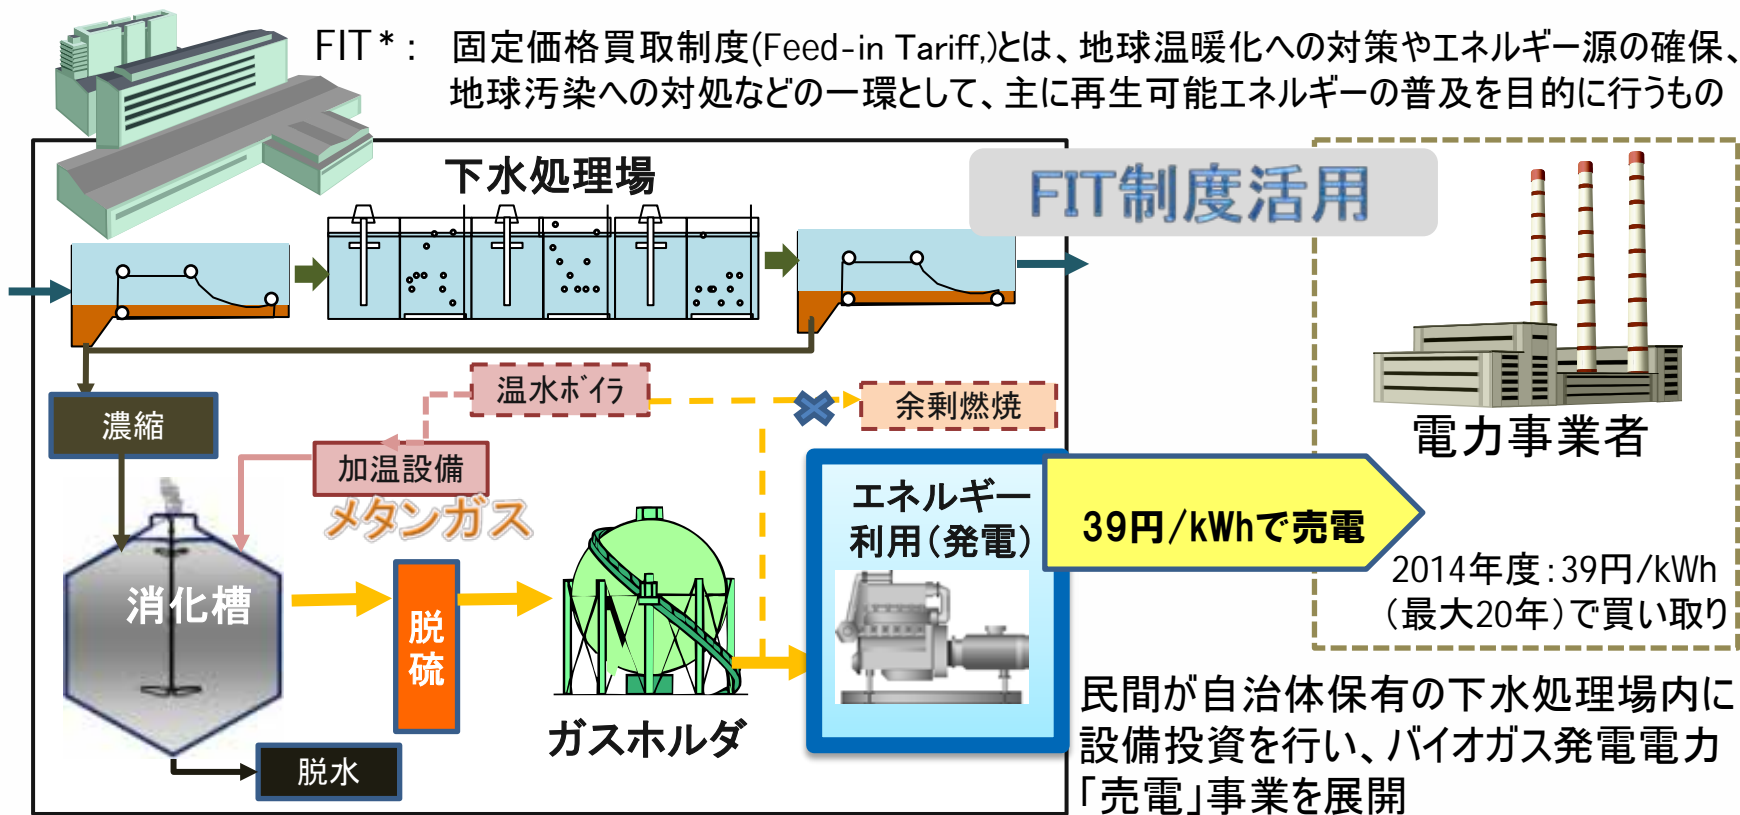 FIT*： 固定価格買取制度(Feed-in Tariff,)とは、地球温暖化への対策やエネルギー源の確保、
地球汚染への対処などの一環として、主に再生可能エネルギーの普及を目的に行うもの
下水処理場
FIT制度活用
温水ﾎﾞｲﾗ
余剰燃焼
濃縮
加温設備
メタンガス
電力事業者
エネルギー
利用（発電）
39円/kWhで売電
2014年度：39円/kWh
（最大20年）で買い取り
消化槽
脱
硫
ガスホルダ
脱水
民間が自治体保有の下水処理場内に
設備投資を行い、バイオガス発電電力
「売電」事業を展開